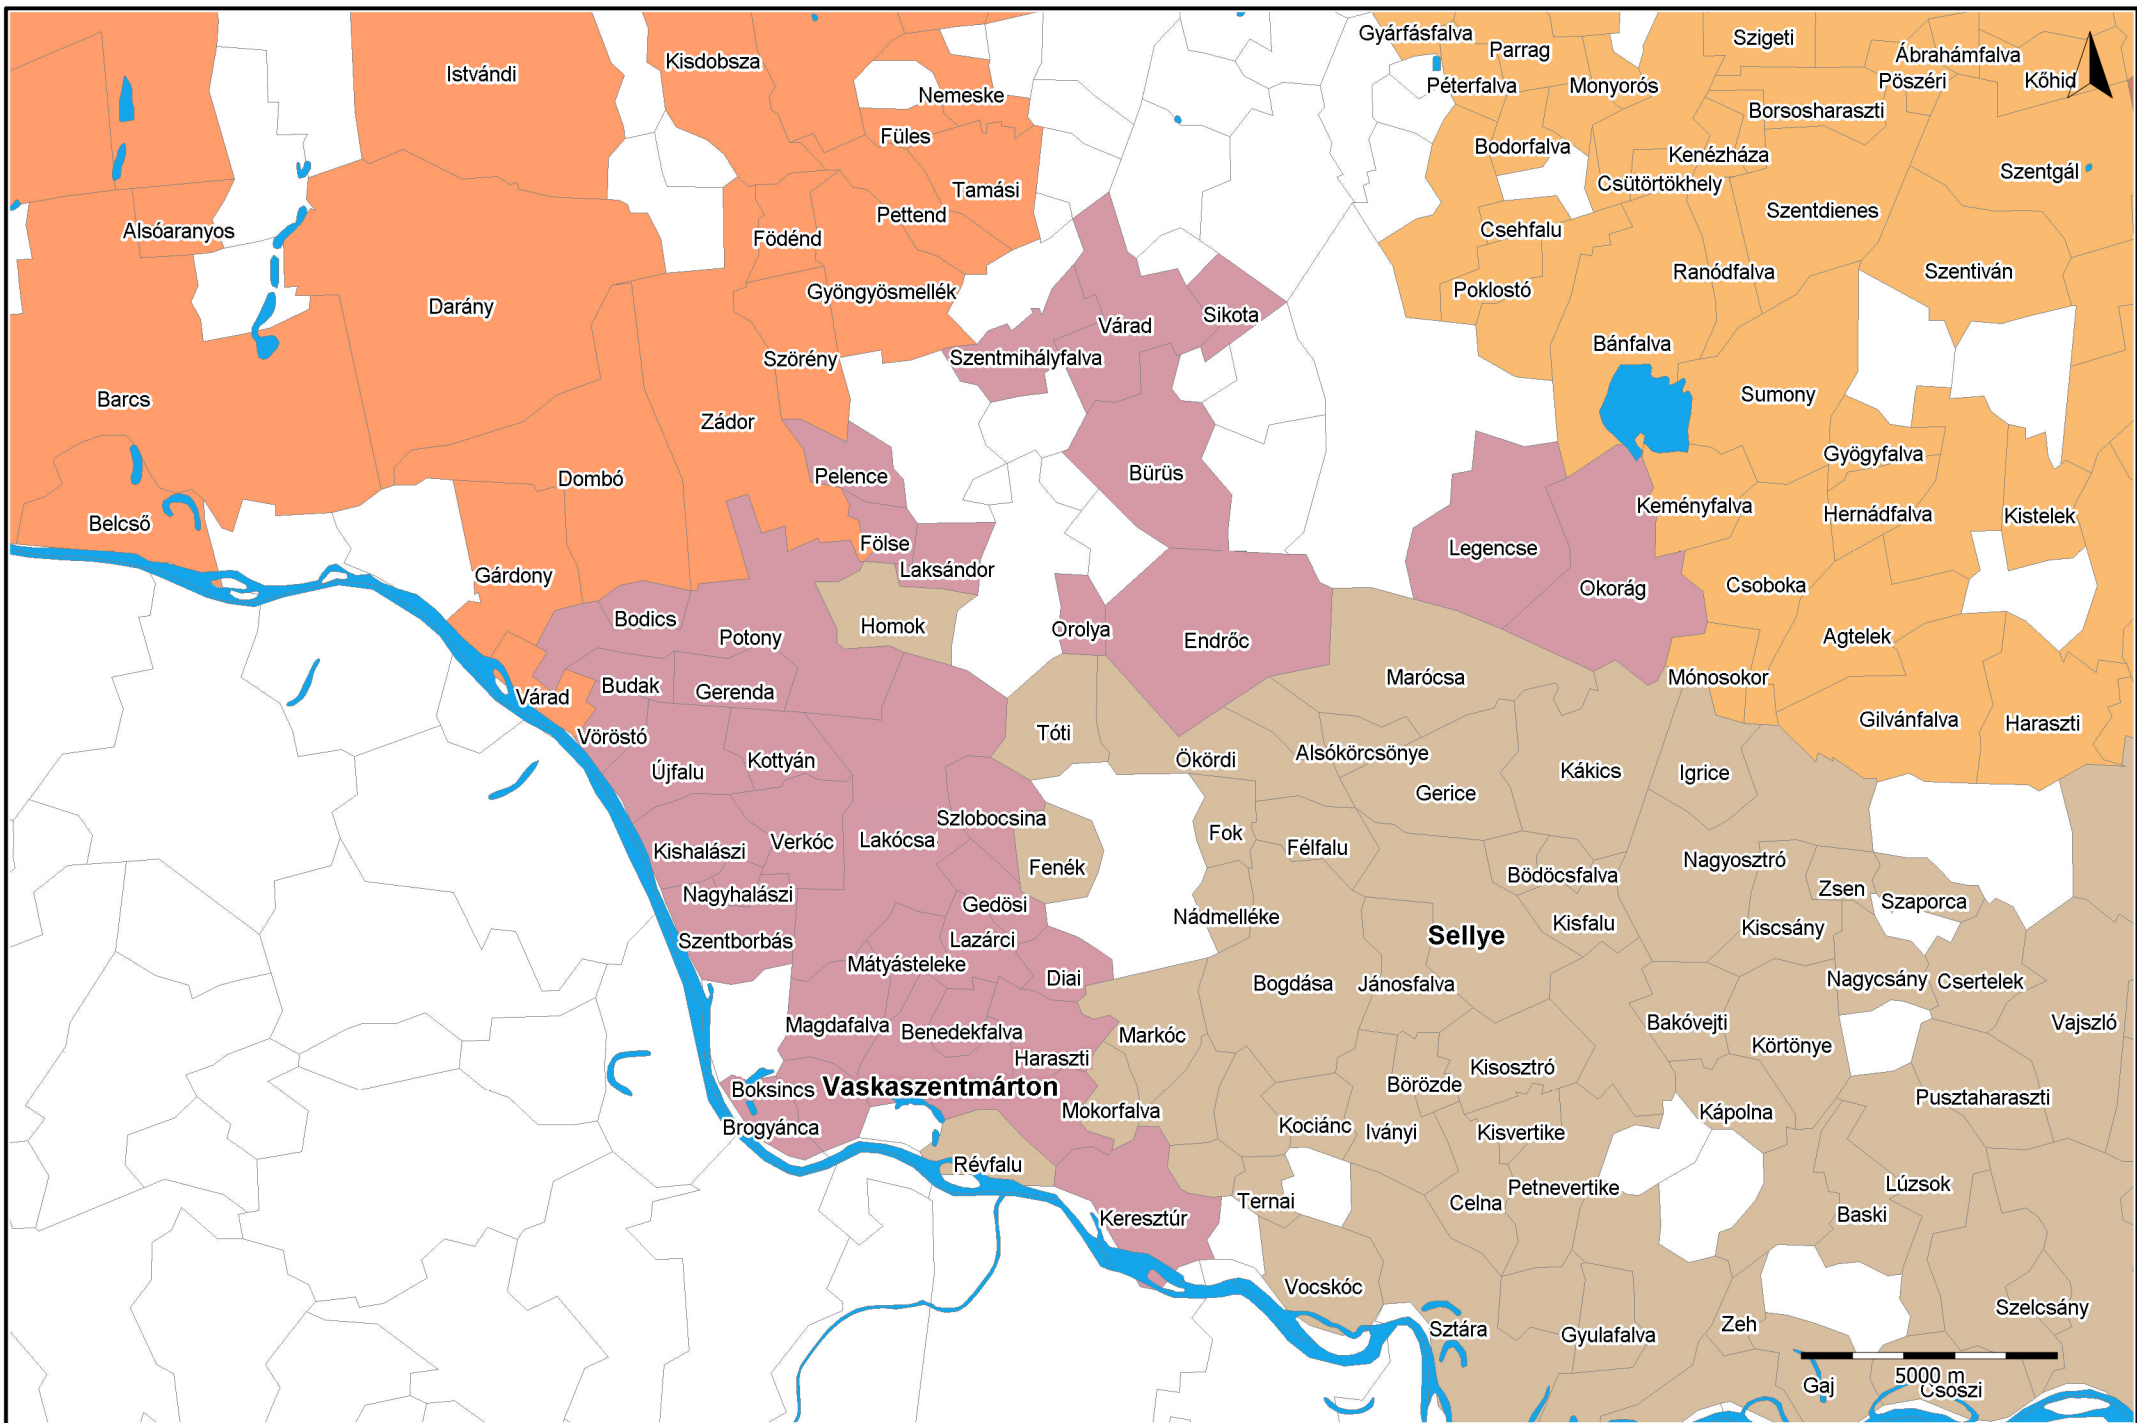 Gyárfásfalva
Parrag
Szigeti
Ábrahámfalva
Istvándi
Kisdobsza
Péterfalva
Monyorós
Pöszéri
Kőhid
Nemeske
Borsosharaszti
Füles
Bodorfalva
Kenézháza
Szentgál
Tamási
Csütörtökhely
Alsóaranyos
Pettend
Födénd
Csehfalu
Szentdienes
Darány
Gyöngyösmellék
Poklostó
Ranódfalva
Szentiván
Sikota
Várad
Szörény
Szentmihályfalva
Bánfalva
Barcs
Zádor
Sumony
Pelence
Dombó
Bürüs
Gyögyfalva
Belcső
Keményfalva
Hernádfalva
Kistelek
Fölse
Laksándor
Legencse
Gárdony
Okorág
Csoboka
Bodics
Potony
Homok
Orolya
Endrőc
Agtelek
Várad
Budak
Gerenda
Marócsa
Mónosokor
Vöröstó
Tóti
Gilvánfalva
Haraszti
Újfalu
Kottyán
Ökördi
Alsókörcsönye
Kákics
Igrice
Gerice
Szlobocsina
Kishalászi
Verkóc
Lakócsa
Fok
Félfalu
Fenék
Bödöcsfalva
Nagyosztró
Zsen
Nagyhalászi
Gedösi
Nádmelléke
Szaporca
Szentborbás
Lazárci
Sellye
Kisfalu
Kiscsány
Mátyásteleke
Diai
Bogdása
Jánosfalva
Nagycsány
Csertelek
Magdafalva
Benedekfalva
Markóc
Bakóvejti
Vajszló
Haraszti
Körtönye
Boksincs
Vaskaszentmárton
Börözde
Kisosztró
Brogyánca
Mokorfalva
Kociánc
Iványi
Kisvertike
Kápolna
Pusztaharaszti
Révfalu
Ternai
Celna
Petnevertike
Lúzsok
Keresztúr
Baski
Vocskóc
Szelcsány
Sztára
Gyulafalva
Zeh
5000 m
Gaj
Csöszi